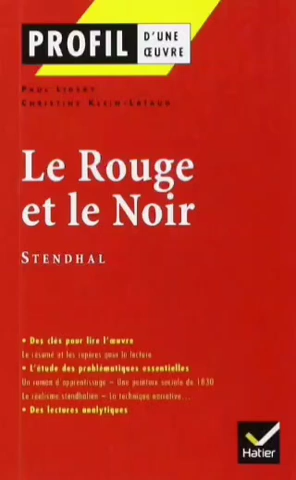 PROFIL D'UNE ŒUVRE
PAUL
CHRISTINE KLEIN-LATAUD
Le Rouge
et le Noir
STENDHAL
• Des clés pour lire l'œuvre
Le résumé et les repères pour la lecture
• L'étude des problématiques essentielles
Un roman d'apprentissage – Une peinture sociale de 1830
Le réalisme stendhalien – La technique narrative...
• Des lectures analytiques
Hatier